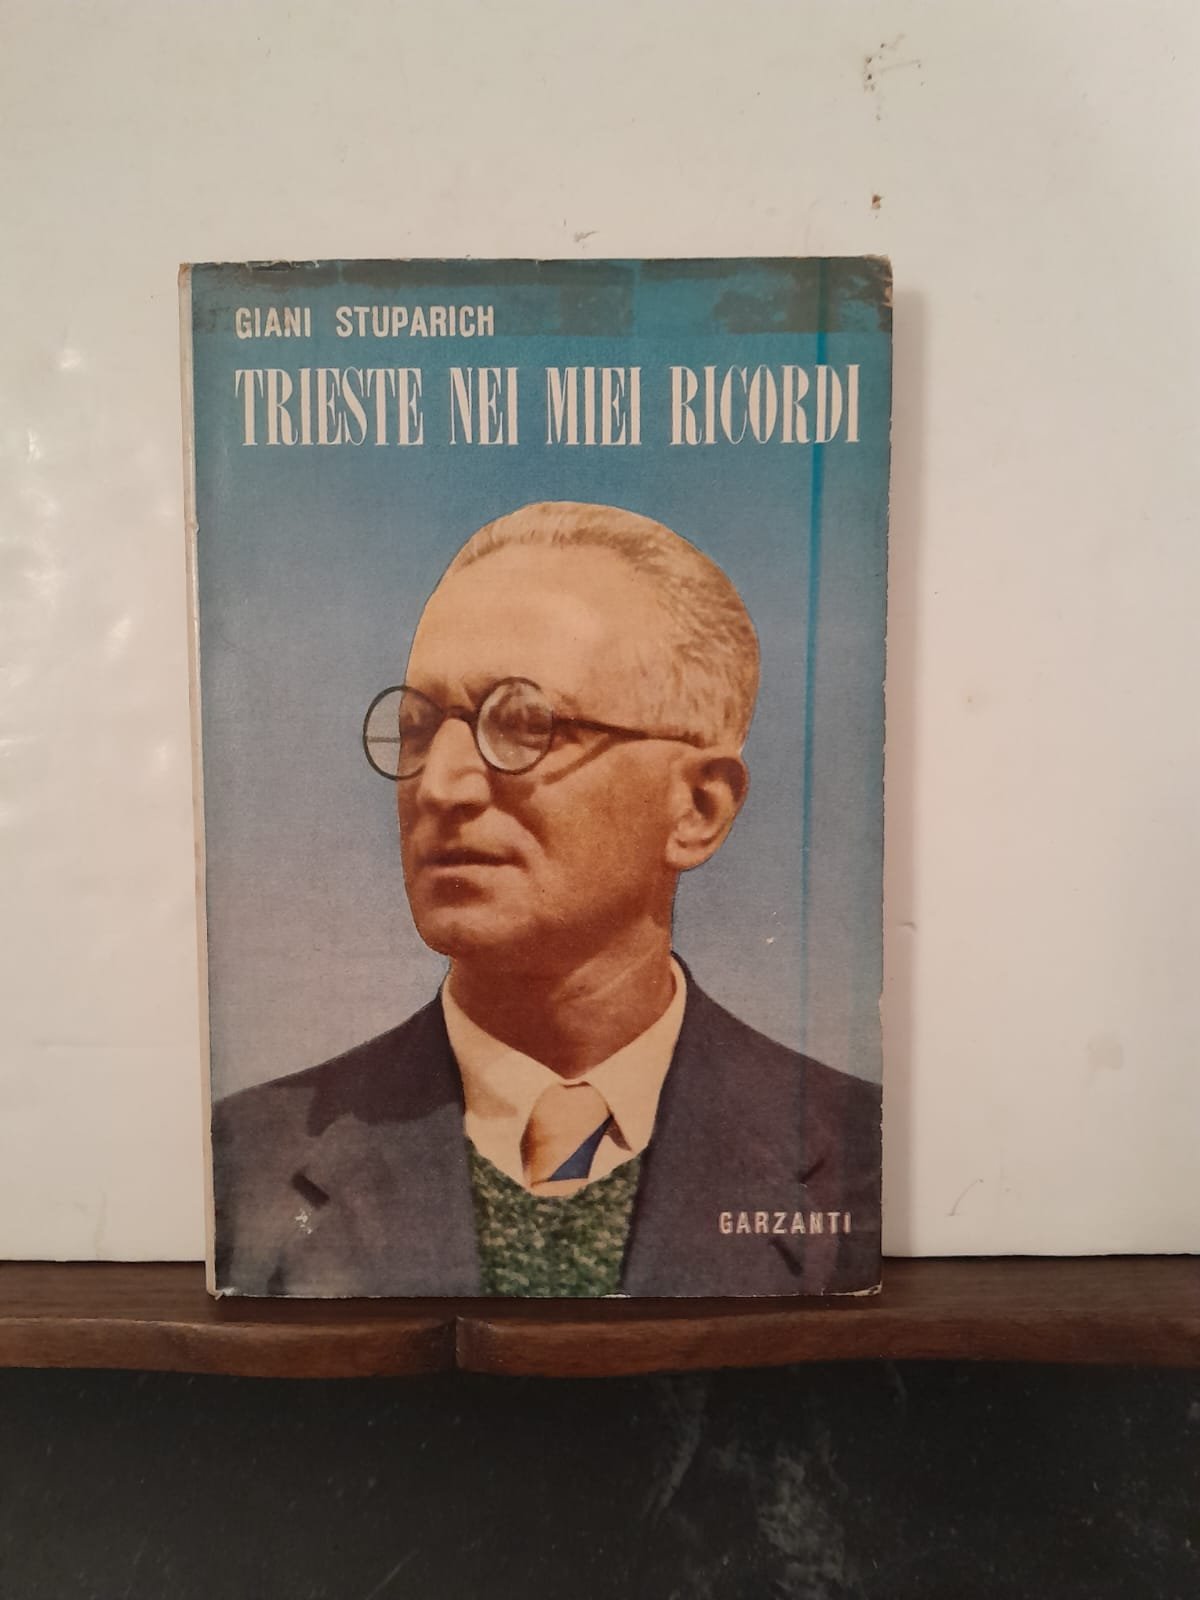 GIANI STUPARICH
TRIESTE NEI MIEI RICORDI
GARZANTI